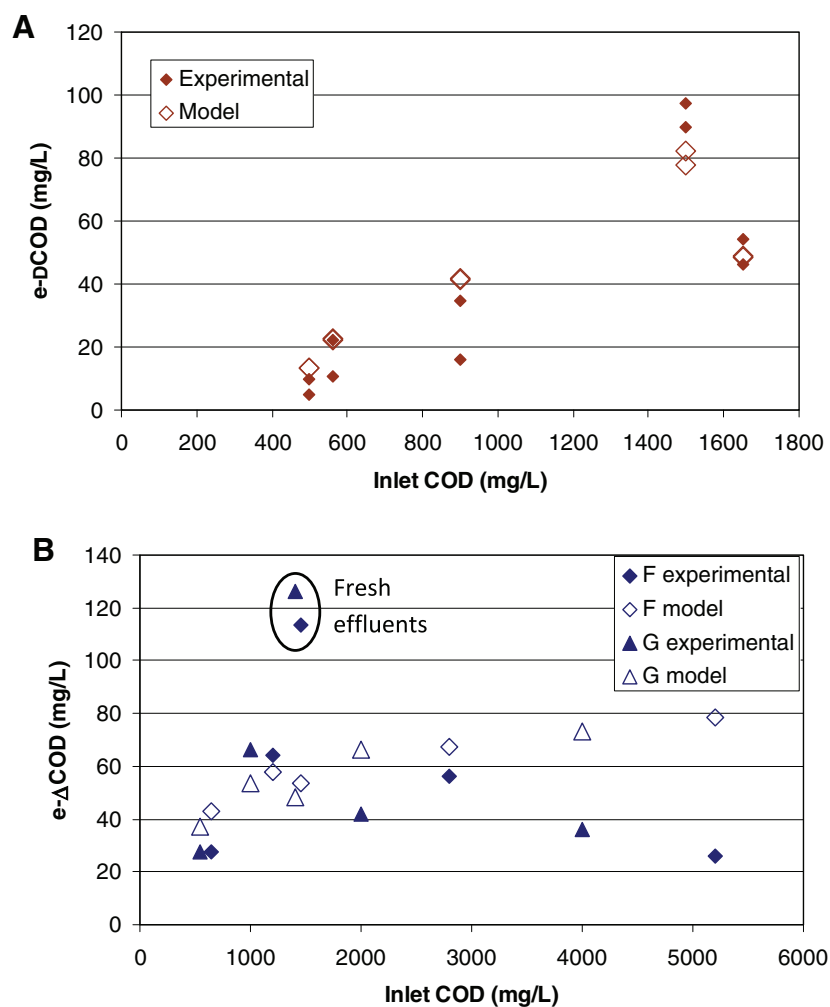 A
120
100
80
60
40
20
0
e-DCOD (mg/L)
Experimental
Model
0 200 400 600 800 1000 1200 1400 1600 1800
Inlet COD (mg/L)
B
140
120
100
80
60
40
20
0
e-ΔCOD (mg/L)
Fresh
effluents
F experimental
F model
G experimental
G model
0 1000 2000 3000 4000 5000 6000
Inlet COD (mg/L)